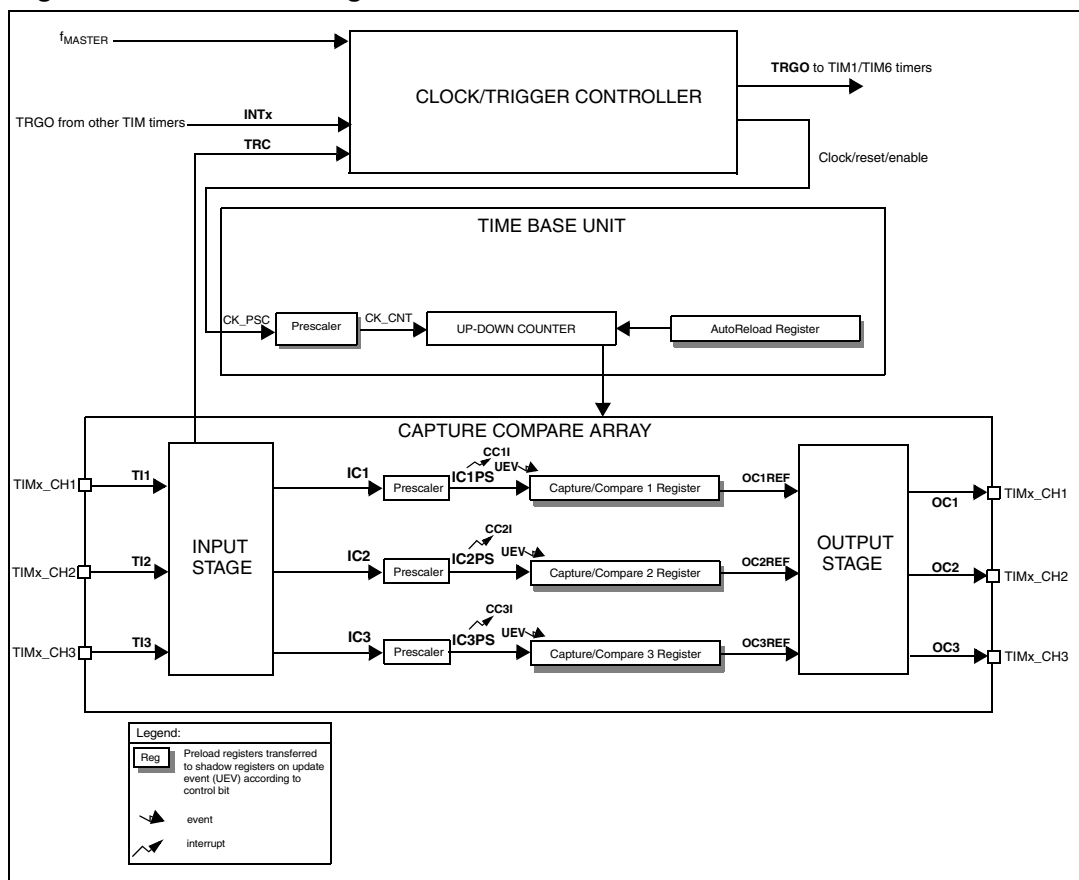 fMASTER
CLOCK/TRIGGER CONTROLLER
TRGO to TIM1/TIM6 timers
TRGO from other TIM timers
INTx
TRC
Clock/reset/enable
TIME BASE UNIT
CK_PSC
Prescaler
CK_CNT
UP-DOWN COUNTER
AutoReload Register
CAPTURE COMPARE ARRAY
TIMx_CH1
TI1
IC1
Prescaler
IC1PS
CC1I
UEV
Capture/Compare 1 Register
OC1REF
OC1
TIMx_CH1
INPUT
STAGE
OUTPUT
STAGE
TIMx_CH2
TI2
IC2
Prescaler
IC2PS
CC2I
UEV
Capture/Compare 2 Register
OC2REF
OC2
TIMx_CH2
TIMx_CH3
TI3
IC3
Prescaler
IC3PS
CC3I
UEV
Capture/Compare 3 Register
OC3REF
OC3
TIMx_CH3
Legend:
Reg
Preload registers transferred
to shadow registers on update
event (UEV) according to
control bit
event
interrupt